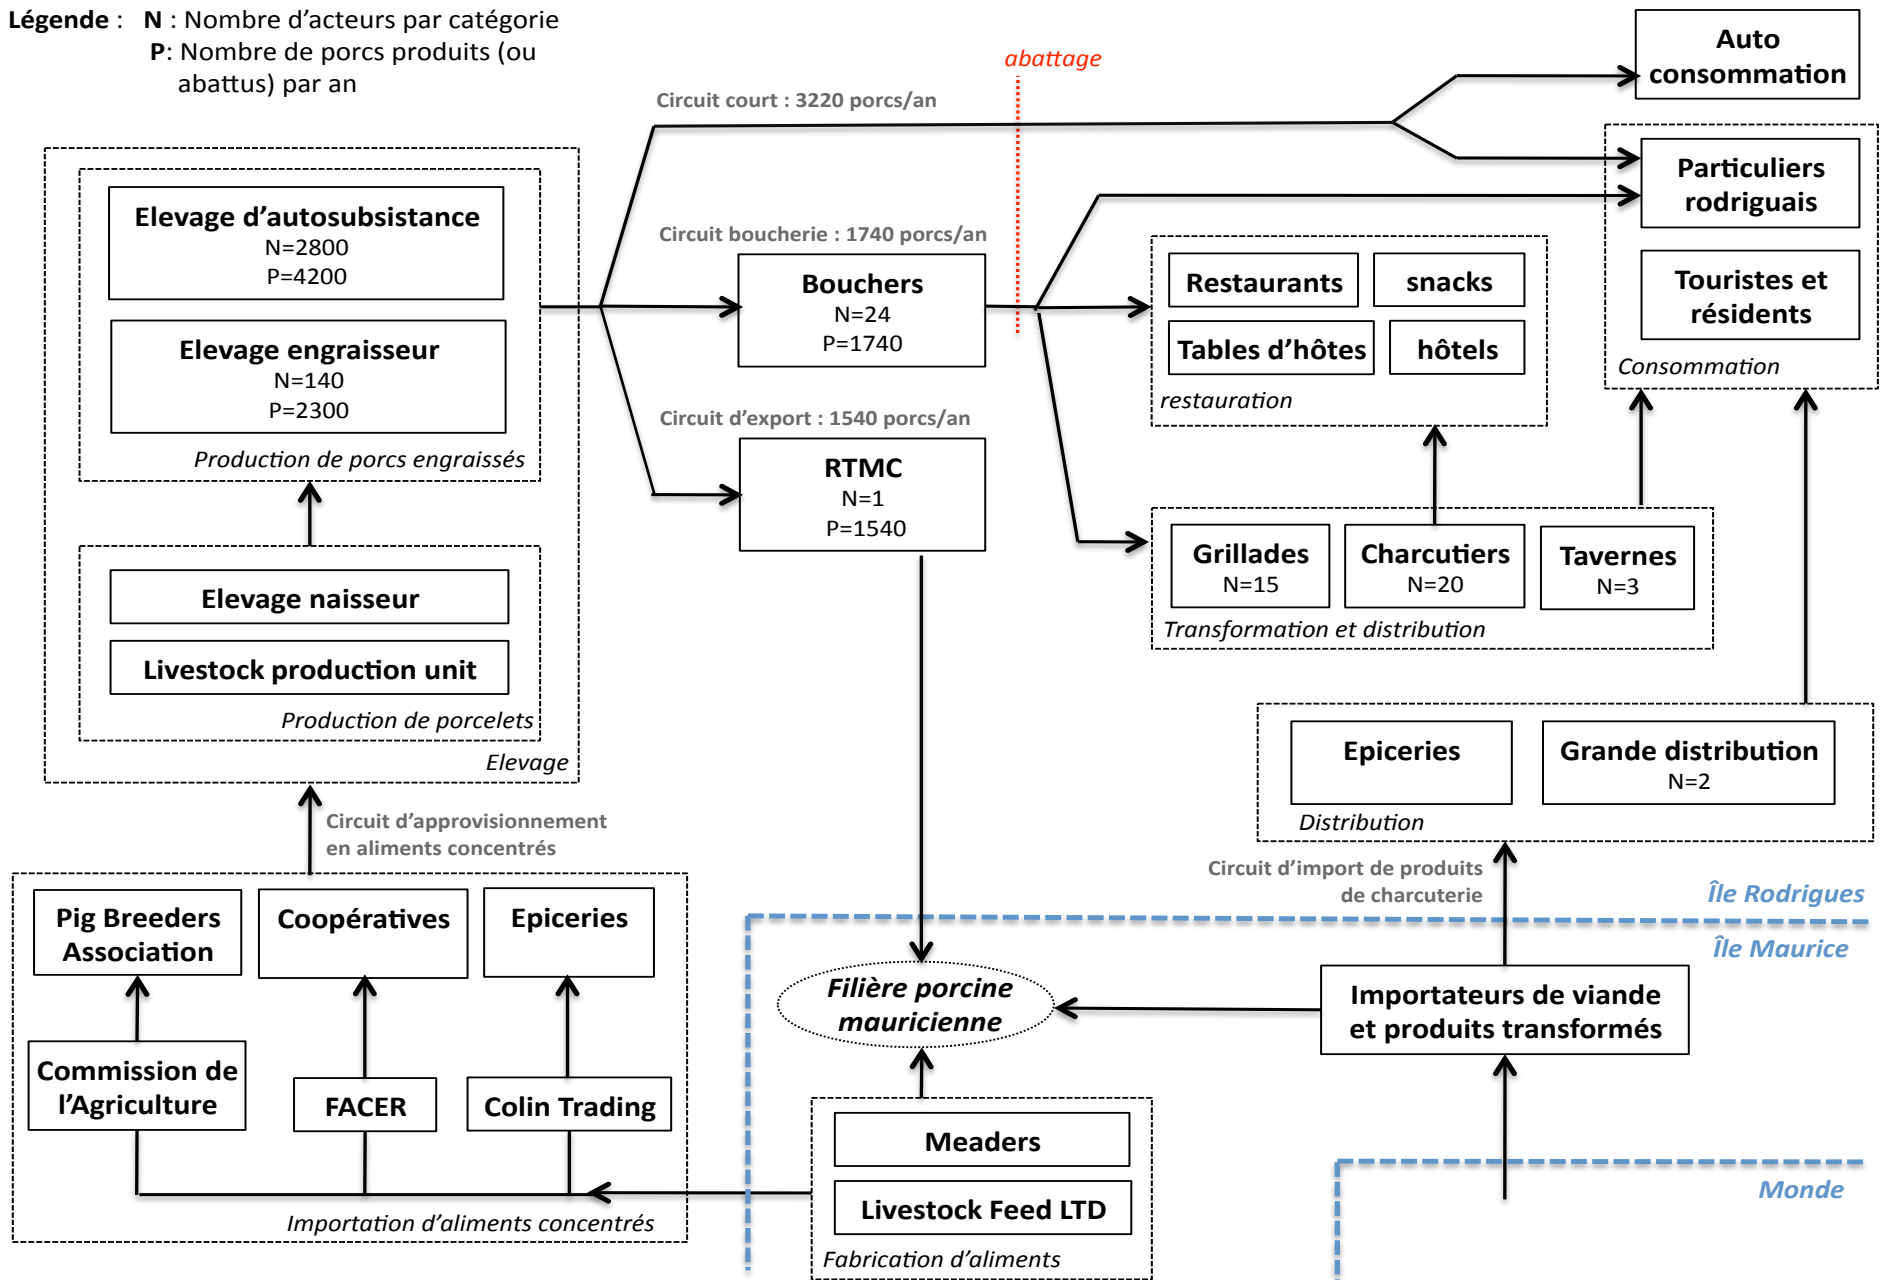 Légende : N : Nombre d'acteurs par catégorie
P: Nombre de porcs produits (ou
abattus) par an
abattage
Auto
consommation
Circuit court : 3220 porcs/an
Particuliers
rodriguais
Touristes et
résidents
Consommation
Elevage d'autosubsistance
N=2800
P=4200
Elevage engraisseur
N=140
P=2300
Production de porcs engraissés
Elevage naisseur
Livestock production unit
Production de porcelets
Elevage
Circuit boucherie : 1740 porcs/an
Bouchers
N=24
P=1740
Circuit d'export : 1540 porcs/an
RTMC
N=1
P=1540
Restaurants
snacks
Tables d'hôtes
hôtels
restauration
Grillades
N=15
Charcutiers
N=20
Tavernes
N=3
Transformation et distribution
Epiceries
Grande distribution
N=2
Distribution
Circuit d'approvisionnement
en aliments concentrés
Circuit d'import de produits
de charcuterie
Île Rodrigues
Île Maurice
Pig Breeders
Association
Coopératives
Epiceries
Commission de
l'Agriculture
FACER
Colin Trading
Importation d'aliments concentrés
Filière porcine
mauricienne
Importateurs de viande
et produits transformés
Meaders
Livestock Feed LTD
Fabrication d'aliments
Monde